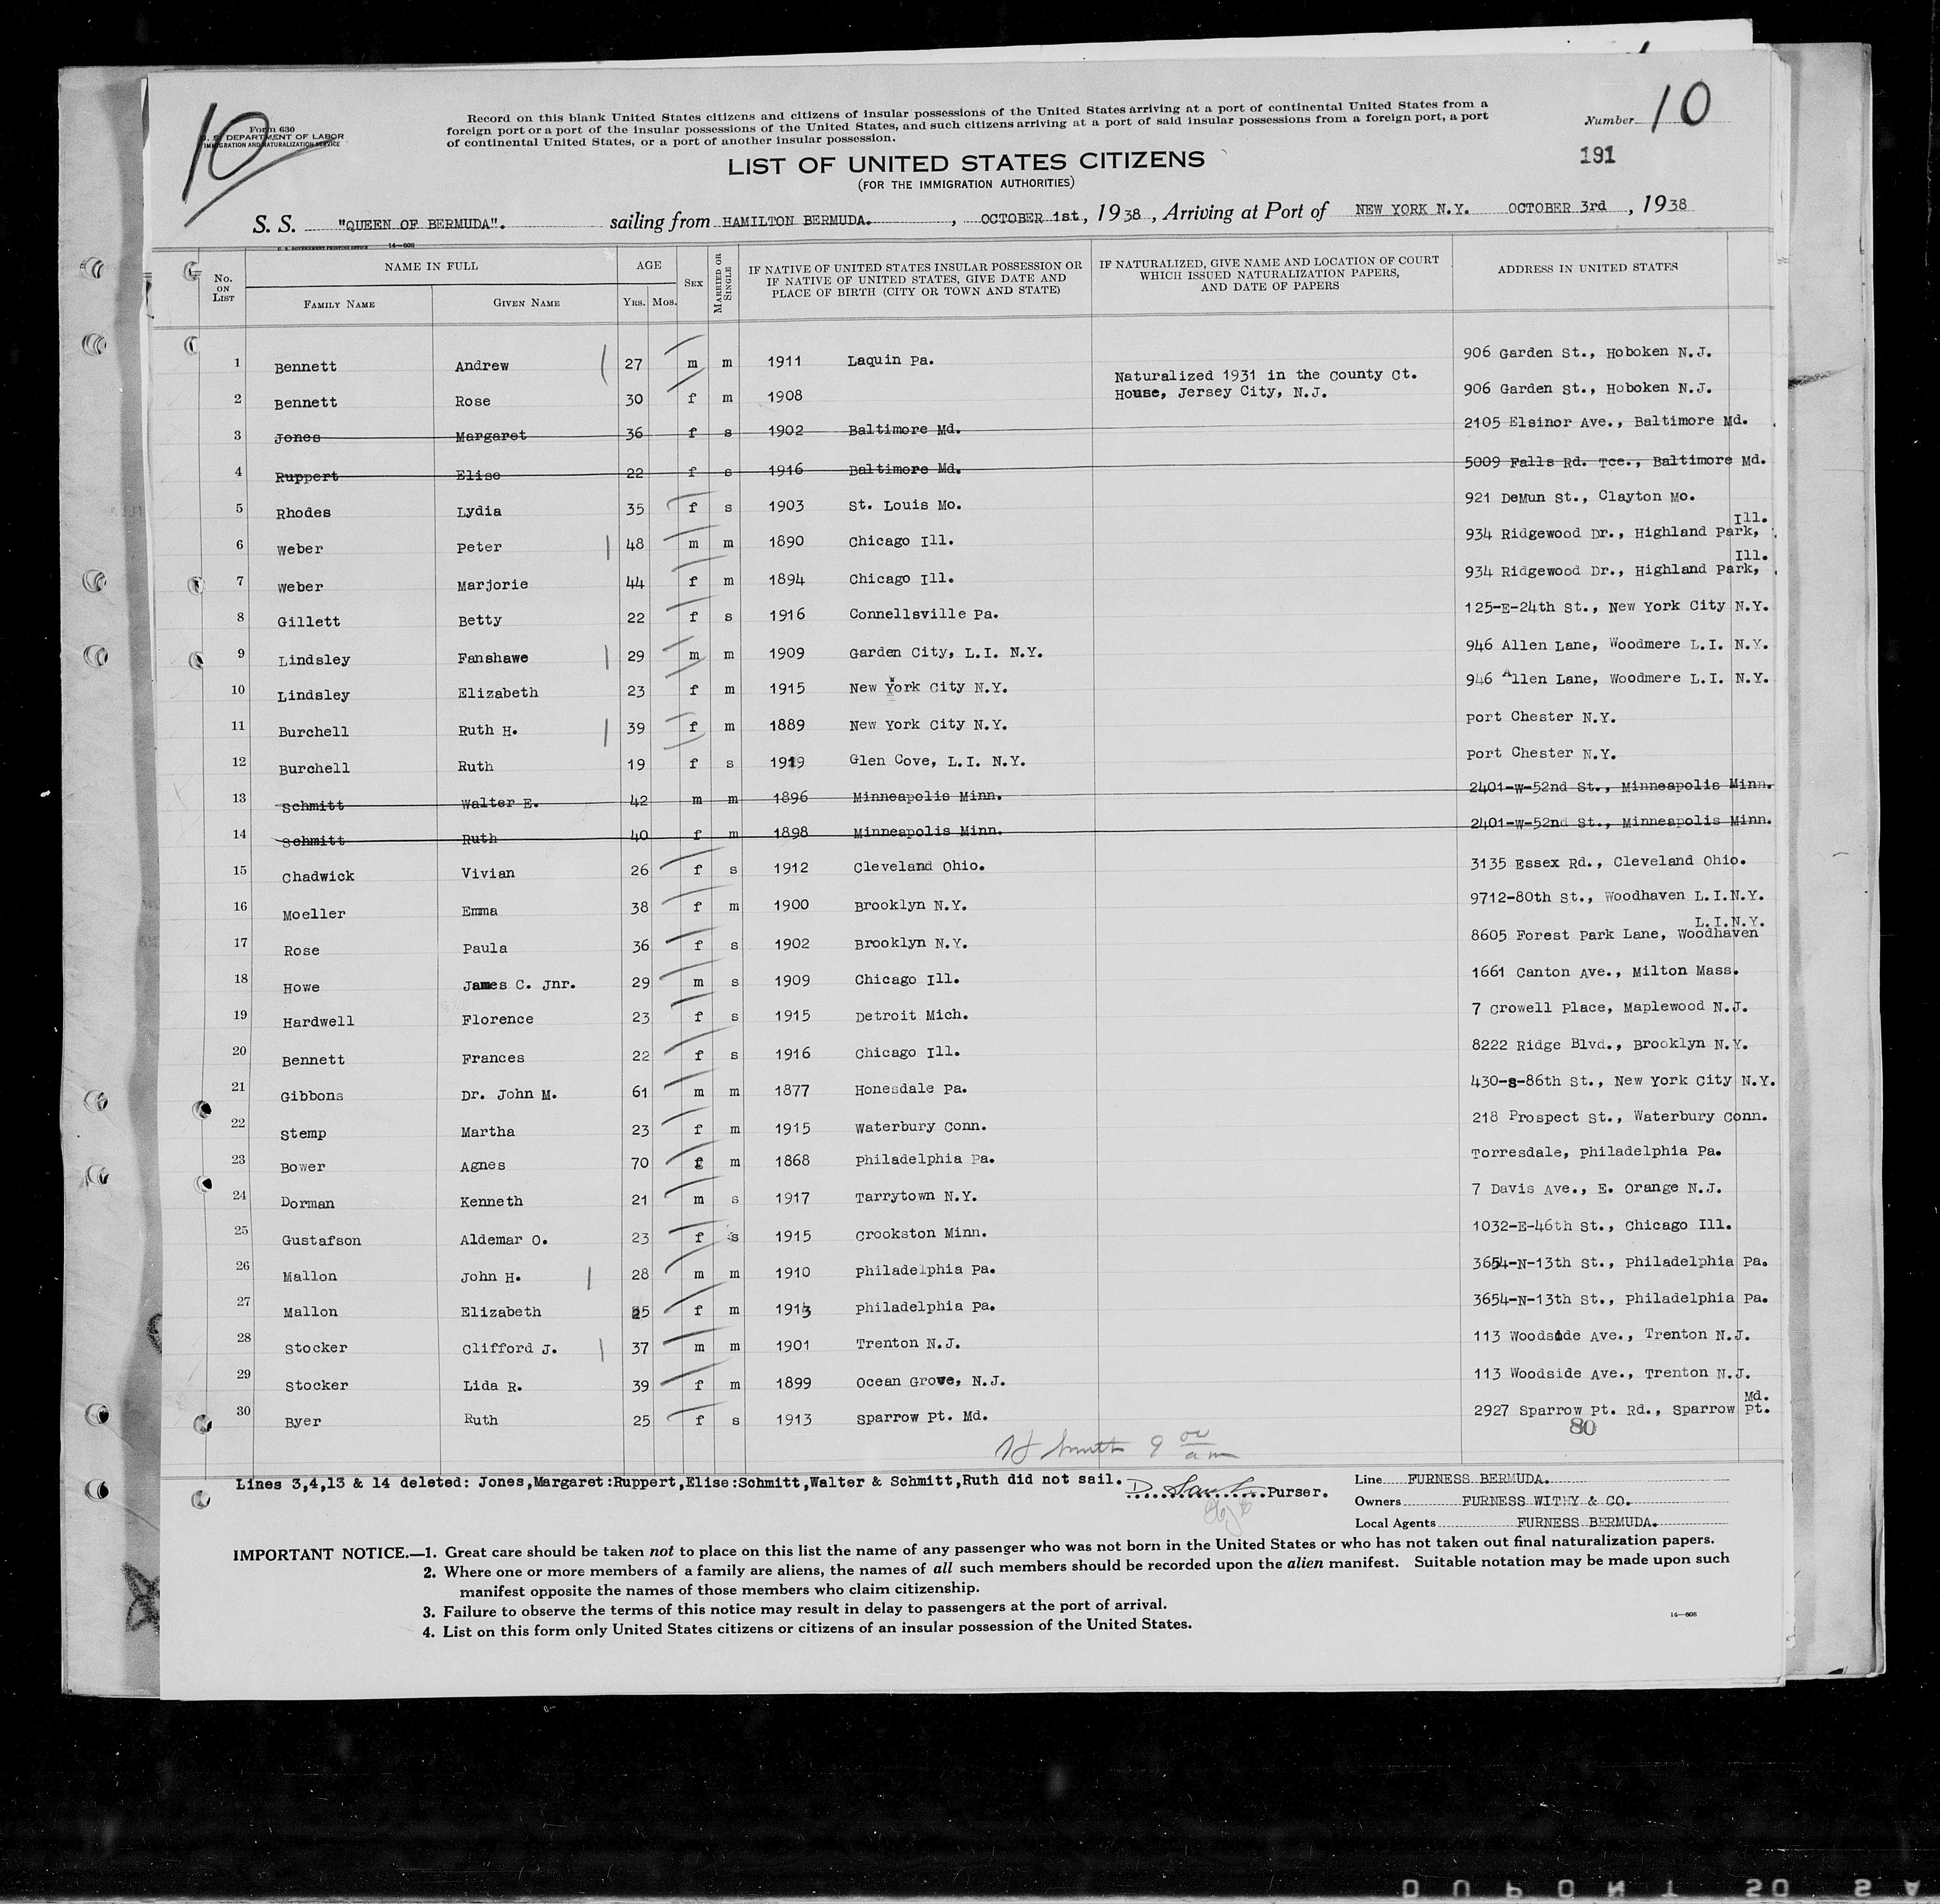 10
Form 630
U. S. DEPARTMENT OF LABOR
IMMIGRATION AND NATURALIZATION SERVICE
Record on this blank United States citizens and citizens of insular possessions of the United States arriving at a port of continental United States from a
foreign port or a port of the insular possessions of the United States, and such citizens arriving at a port of said insular possessions from a foreign port, a port
of continental United States, or a port of another insular possession.
Number 10
191
LIST OF UNITED STATES CITIZENS
(FOR THE IMMIGRATION AUTHORITIES)
S. S. "QUEEN OF BERMUDA". sailing from HAMILTON BERMUDA. , OCTOBER 1st, 1938, Arriving at Port of NEW YORK N.Y. OCTOBER 3rd , 1938
U. S. GOVERNMENT PRINTING OFFICE 14—608
No. ON LIST
NAME IN FULL
FAMILY NAME
GIVEN NAME
AGE
YRS. MOS.
SEX
MARRIED OR SINGLE
IF NATIVE OF UNITED STATES INSULAR POSSESSION OR
IF NATIVE OF UNITED STATES, GIVE DATE AND
PLACE OF BIRTH (CITY OR TOWN AND STATE)
IF NATURALIZED, GIVE NAME AND LOCATION OF COURT
WHICH ISSUED NATURALIZATION PAPERS,
AND DATE OF PAPERS
ADDRESS IN UNITED STATES
1 Bennett Andrew 27 m m 1911 Laquin Pa. 906 Garden St., Hoboken N.J.
2 Bennett Rose 30 f m 1908 Naturalized 1931 in the County Ct. House, Jersey City, N.J. 906 Garden St., Hoboken N.J.
3 Jones Margaret 36 f s 1902 Baltimore Md. 2105 Elsinor Ave., Baltimore Md.
4 Ruppert Elise 22 f s 1916 Baltimore Md. 5009 Falls Rd. Tce., Baltimore Md.
5 Rhodes Lydia 35 f s 1903 St. Louis Mo. 921 DeMun St., Clayton Mo.
6 Weber Peter 48 m m 1890 Chicago Ill. 934 Ridgewood Dr., Highland Park, Ill.
7 Weber Marjorie 44 f m 1894 Chicago Ill. 934 Ridgewood Dr., Highland Park, Ill.
8 Gillett Betty 22 f s 1916 Connellsville Pa. 125-E-24th St., New York City N.Y.
9 Lindsley Fanshawe 29 m m 1909 Garden City, L.I. N.Y. 946 Allen Lane, Woodmere L.I. N.Y.
10 Lindsley Elizabeth 23 f m 1915 New York City N.Y. 946 Allen Lane, Woodmere L.I. N.Y.
11 Burchell Ruth H. 39 f m 1889 New York City N.Y. Port Chester N.Y.
12 Burchell Ruth 19 f s 1919 Glen Cove, L.I. N.Y. Port Chester N.Y.
13 Schmitt Walter E. 42 m m 1896 Minneapolis Minn. 2401-W-52nd St., Minneapolis Minn.
14 Schmitt Ruth 40 f m 1898 Minneapolis Minn. 2401-W-52nd St., Minneapolis Minn.
15 Chadwick Vivian 26 f s 1912 Cleveland Ohio. 3135 Essex Rd., Cleveland Ohio.
16 Moeller Emma 38 f m 1900 Brooklyn N.Y. 9712-80th St., Woodhaven L.I.N.Y.
17 Rose Paula 36 f s 1902 Brooklyn N.Y. 8605 Forest Park Lane, Woodhaven L.I.N.Y.
18 Howe James C. Jnr. 29 m s 1909 Chicago Ill. 1661 Canton Ave., Milton Mass.
19 Hardwell Florence 23 f s 1915 Detroit Mich. 7 Crowell Place, Maplewood N.J.
20 Bennett Frances 22 f s 1916 Chicago Ill. 8222 Ridge Blvd., Brooklyn N.Y.
21 Gibbons Dr. John M. 61 m m 1877 Honesdale Pa. 430-s-86th St., New York City N.Y.
22 Stemp Martha 23 f m 1915 Waterbury Conn. 218 Prospect St., Waterbury Conn.
23 Bower Agnes 70 f m 1868 Philadelphia Pa. Torresdale, Philadelphia Pa.
24 Dorman Kenneth 21 m s 1917 Tarrytown N.Y. 7 Davis Ave., E. Orange N.J.
25 Gustafson Aldemar O. 23 f s 1915 Crookston Minn. 1032-E-46th St., Chicago Ill.
26 Mallon John H. 28 m m 1910 Philadelphia Pa. 3654-N-13th St., Philadelphia Pa.
27 Mallon Elizabeth 25 f m 1913 Philadelphia Pa. 3654-N-13th St., Philadelphia Pa.
28 Stocker Clifford J. 37 m m 1901 Trenton N.J. 113 Woodside Ave., Trenton N.J.
29 Stocker Lida R. 39 f m 1899 Ocean Grove, N.J. 113 Woodside Ave., Trenton N.J.
30 Byer Ruth 25 f s 1913 Sparrow Pt. Md. 2927 Sparrow Pt. Rd., Sparrow Pt. Md.
80
Smith 9 00 am
Lines 3,4,13 & 14 deleted: Jones,Margaret:Ruppert,Elise:Schmitt,Walter & Schmitt,Ruth did not sail. Purser.
Line FURNESS BERMUDA.
Owners FURNESS WITHY & CO.
Local Agents FURNESS BERMUDA.
IMPORTANT NOTICE.—1. Great care should be taken not to place on this list the name of any passenger who was not born in the United States or who has not taken out final naturalization papers.
2. Where one or more members of a family are aliens, the names of all such members should be recorded upon the alien manifest. Suitable notation may be made upon such
manifest opposite the names of those members who claim citizenship.
3. Failure to observe the terms of this notice may result in delay to passengers at the port of arrival.
4. List on this form only United States citizens or citizens of an insular possession of the United States.
14—608